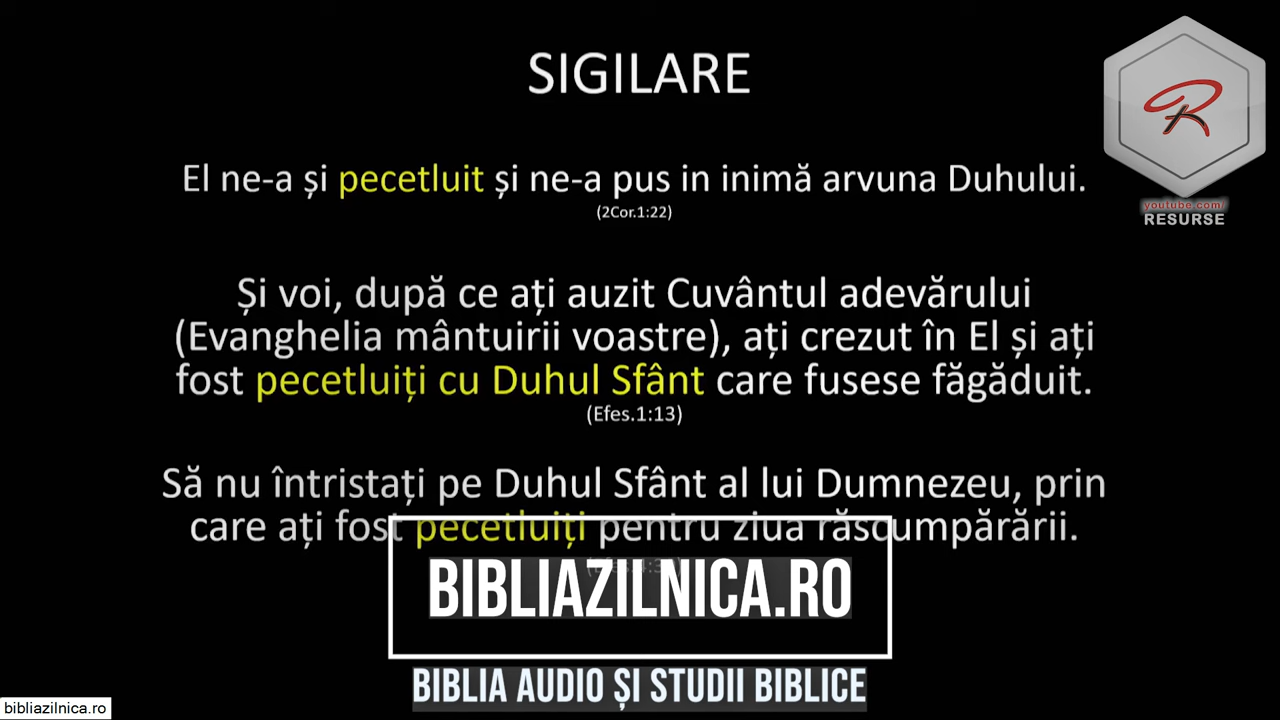 SIGILARE
El ne-a și pecetluit și ne-a pus in inimă arvuna Duhului.
(2Cor.1:22)
Și voi, după ce ați auzit Cuvântul adevărului
(Evanghelia mântuirii voastre), ați crezut în El și ați
fost pecetluiți cu Duhul Sfânt care fusese făgăduit.
(Efes.1:13)
Să nu întristați pe Duhul Sfânt al lui Dumnezeu, prin
care ați fost pecetluiți pentru ziua răscumpărării.
BIBLIAZILNICA.RO
BIBLIA AUDIO ȘI STUDII BIBLICE
bibliazilnica.ro
R
youtube.com/
RESURSE